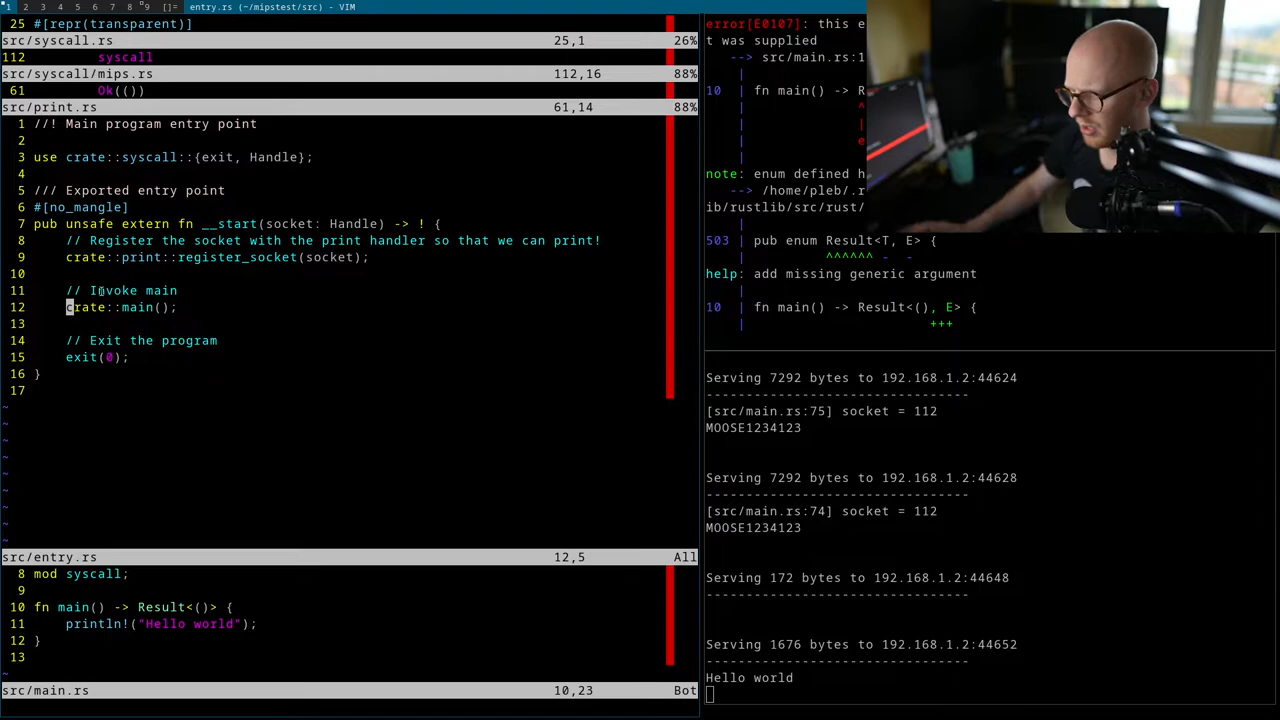 1 2 3 4 5 6 7 8 9 []= entry.rs (~/mipstest/src) - VIM
25 #[repr(transparent)]
src/syscall.rs 25,1 26%
112 syscall
src/syscall/mips.rs 112,16 88%
61 Ok(())
src/print.rs 61,14 88%
1 //! Main program entry point
2
3 use crate::syscall::{exit, Handle};
4
5 /// Exported entry point
6 #[no_mangle]
7 pub unsafe extern fn __start(socket: Handle) -> ! {
8 // Register the socket with the print handler so that we can print!
9 crate::print::register_socket(socket);
10
11 // Invoke main
12 crate::main();
13
14 // Exit the program
15 exit(0);
16 }
17
~
~
~
~
~
~
~
~
~
src/entry.rs 12,5 All
8 mod syscall;
9
10 fn main() -> Result<()> {
11 println!("Hello world");
12 }
13
~
src/main.rs 10,23 Bot
error[E0107]: this e
t was supplied
--> src/main.rs:1
|
10 | fn main() -> R
| ^
| |
| e
|
note: enum defined h
--> /home/pleb/.r
ib/rustlib/src/rust/
|
503 | pub enum Result<T, E> {
| ^^^^^^ - -
help: add missing generic argument
|
10 | fn main() -> Result<(), E> {
| +++
Serving 7292 bytes to 192.168.1.2:44624
---------------------------------
[src/main.rs:75] socket = 112
MOOSE1234123
Serving 7292 bytes to 192.168.1.2:44628
---------------------------------
[src/main.rs:74] socket = 112
MOOSE1234123
Serving 172 bytes to 192.168.1.2:44648
---------------------------------
Serving 1676 bytes to 192.168.1.2:44652
---------------------------------
Hello world